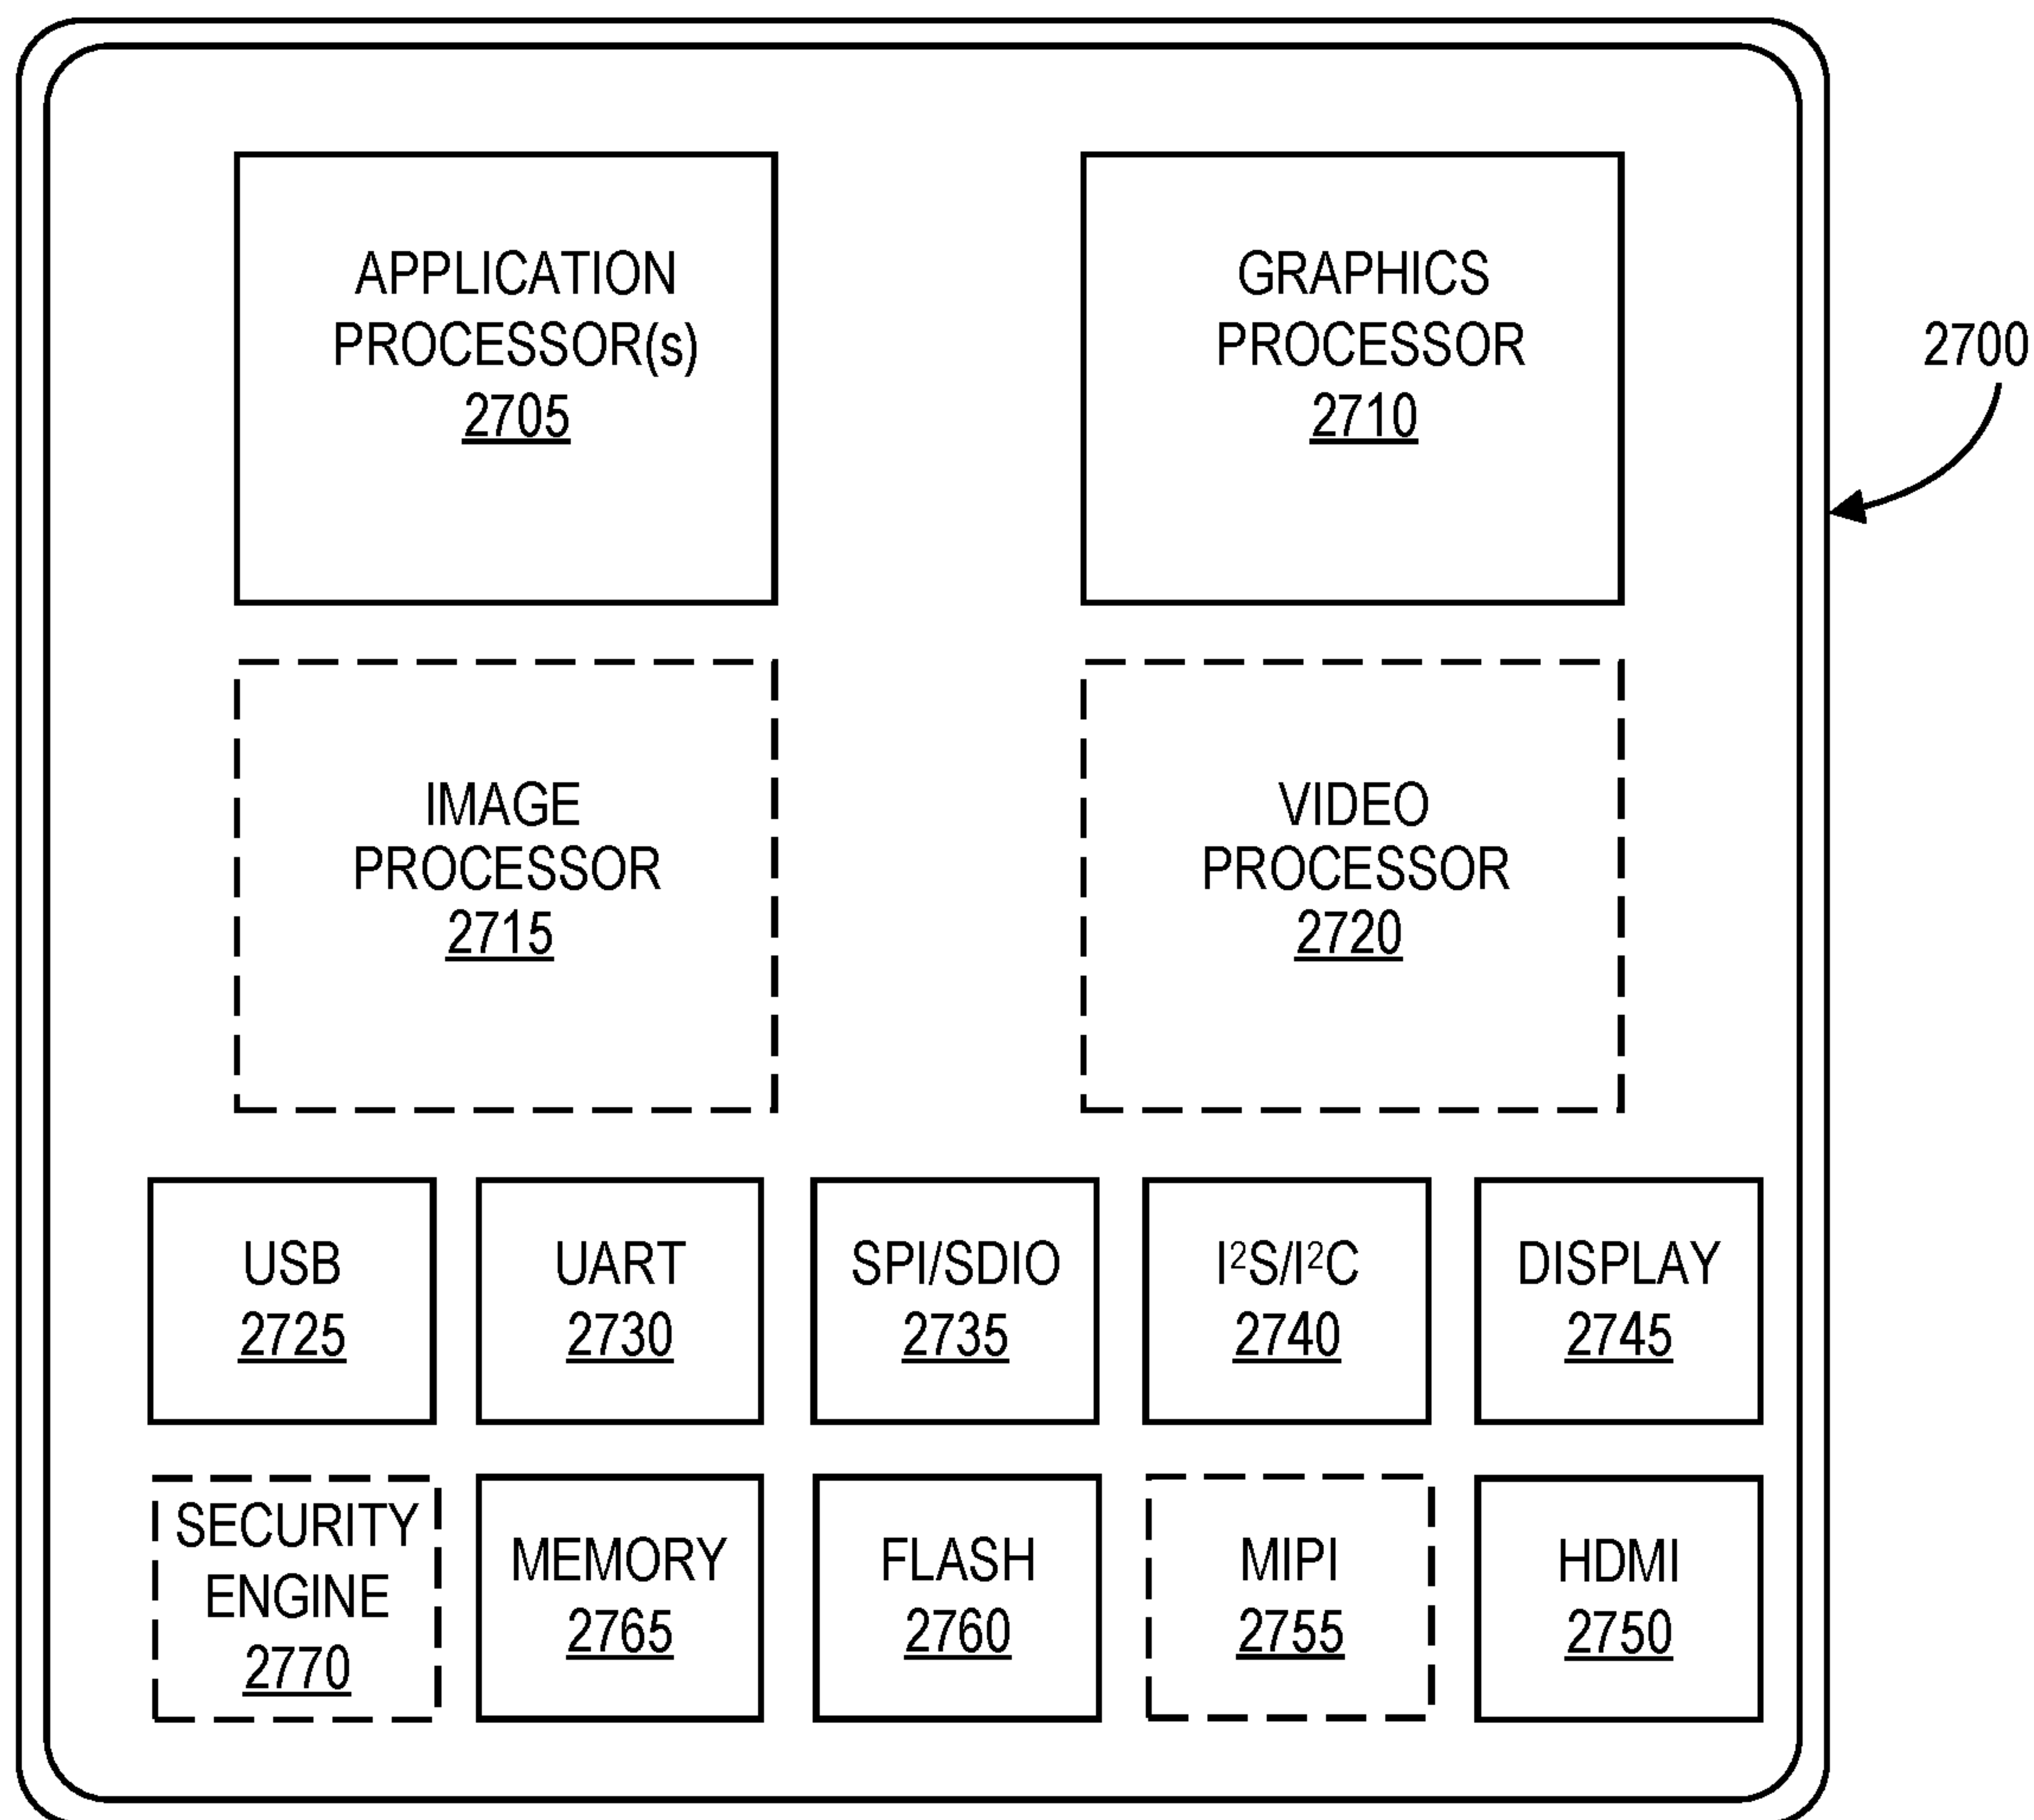 APPLICATION
PROCESSOR(s)
2705
GRAPHICS
PROCESSOR
2710
2700
IMAGE
PROCESSOR
2715
VIDEO
PROCESSOR
2720
USB
2725
UART
2730
SPI/SDIO
2735
I²S/I²C
2740
DISPLAY
2745
SECURITY
ENGINE
2770
MEMORY
2765
FLASH
2760
MIPI
2755
HDMI
2750